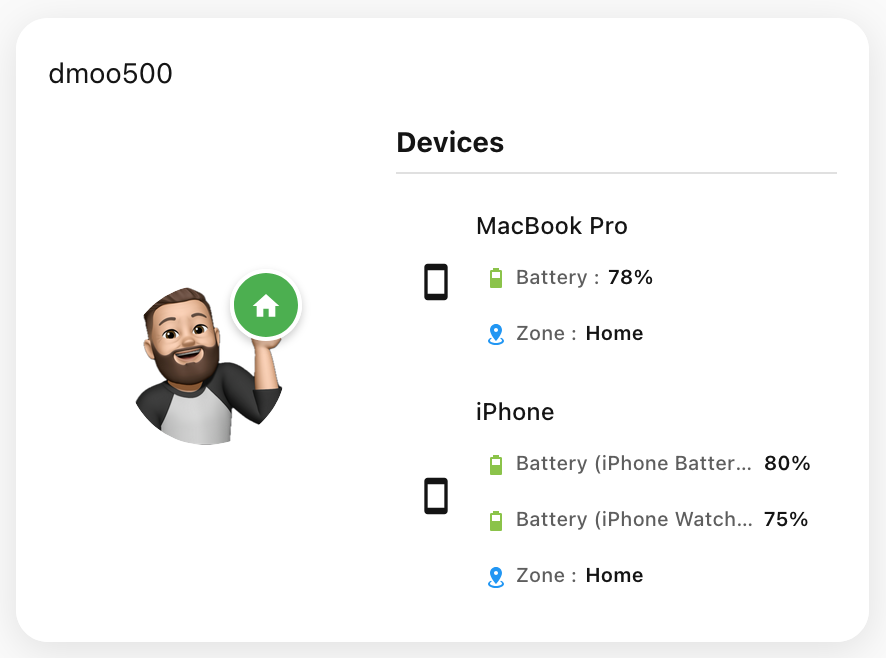 dmoo500
Devices
MacBook Pro
Battery : 78%
Zone : Home
iPhone
Battery (iPhone Batter... 80%
Battery (iPhone Watch... 75%
Zone : Home